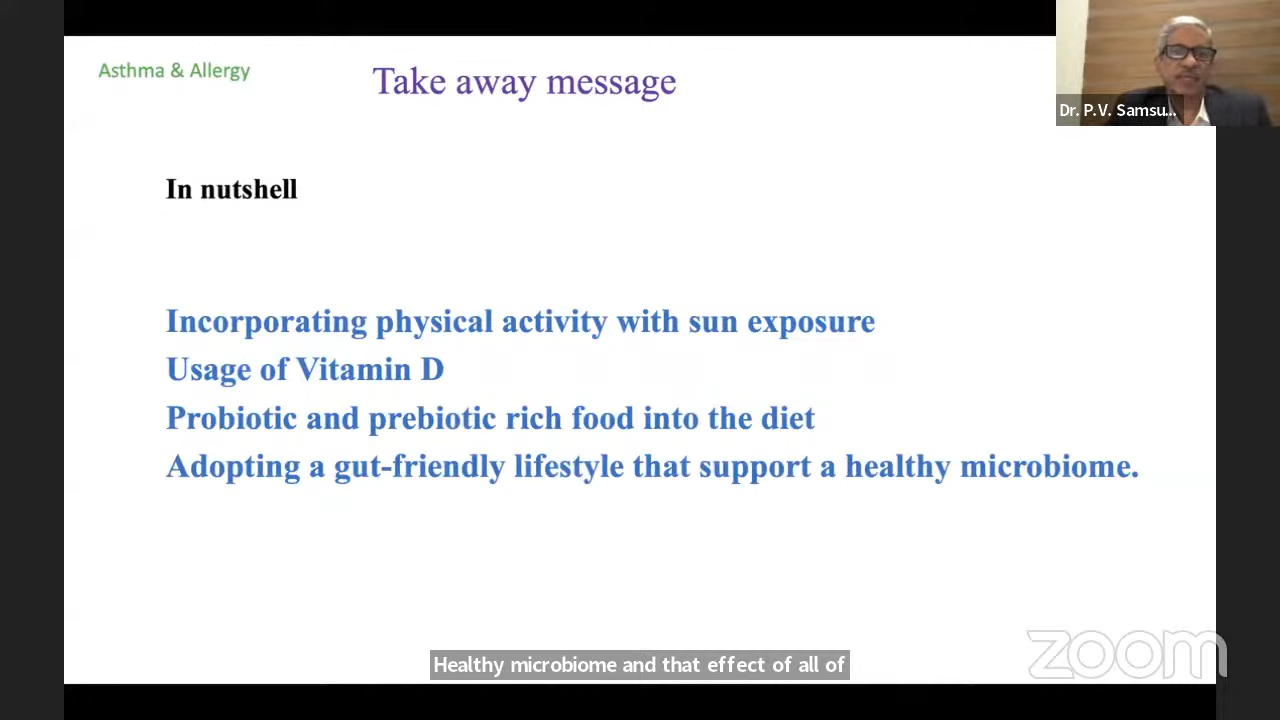 Asthma & Allergy
Take away message
Dr. P.V. Samsu...
In nutshell
Incorporating physical activity with sun exposure
Usage of Vitamin D
Probiotic and prebiotic rich food into the diet
Adopting a gut-friendly lifestyle that support a healthy microbiome.
Healthy microbiome and that effect of all of
zoom